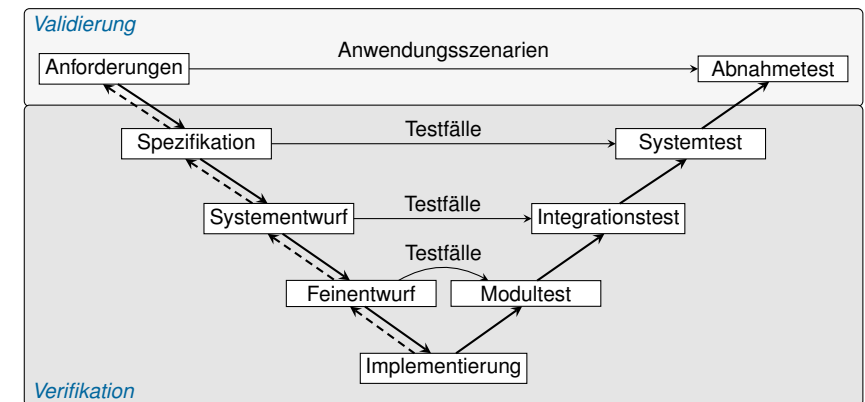 Validierung
Anwendungsszenarien
Anforderungen
Abnahmetest
Testfälle
Spezifikation
Systemtest
Testfälle
Systementwurf
Integrationstest
Testfälle
Feinentwurf
Modultest
Implementierung
Verifikation